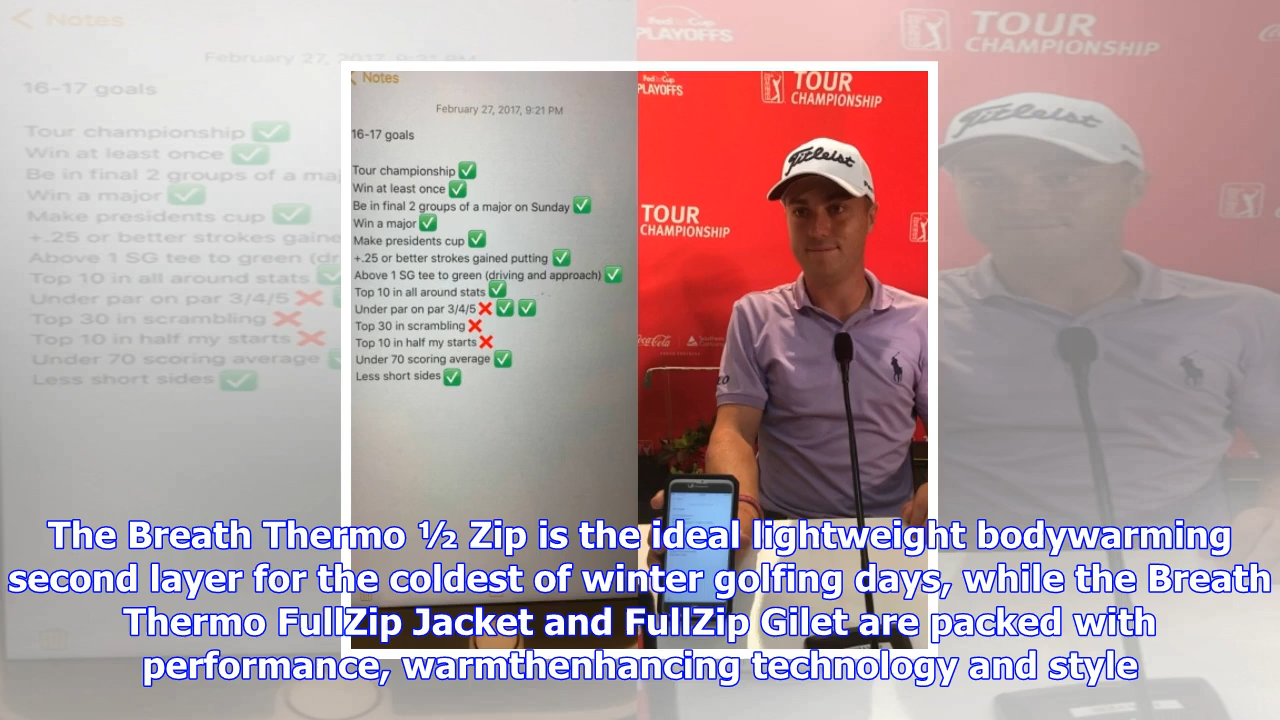 Notes
February 27, 2017, 9:21 PM
16-17 goals
Tour championship ✅
Win at least once ✅
Be in final 2 groups of a major on Sunday ✅
Win a major ✅
Make presidents cup ✅
+.25 or better strokes gained putting ✅
Above 1 SG tee to green (driving and approach) ✅
Top 10 in all around stats ✅
Under par on par 3/4/5 ❌ ✅ ✅
Top 30 in scrambling ❌
Top 10 in half my starts ❌
Under 70 scoring average ✅
Less short sides ✅
FedExCup
PLAYOFFS
TOUR
CHAMPIONSHIP
Titleist
TOUR
CHAMPIONSHIP
Coca-Cola
The Breath Thermo ½ Zip is the ideal lightweight bodywarming
second layer for the coldest of winter golfing days, while the Breath
Thermo FullZip Jacket and FullZip Gilet are packed with
performance, warmthenhancing technology and style